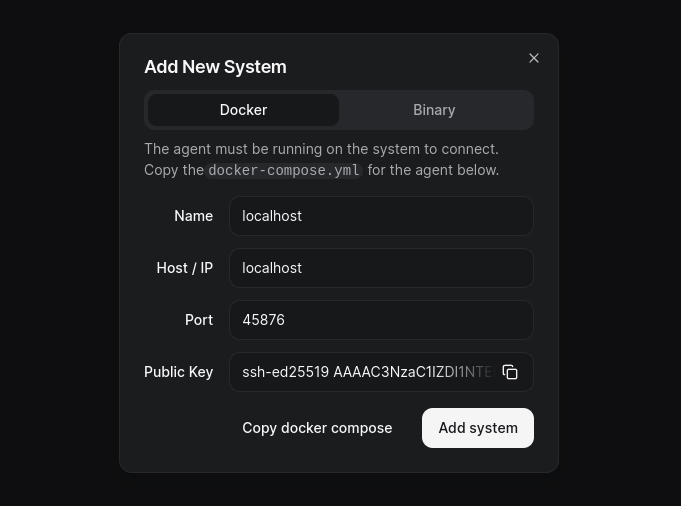 Add New System
Docker
Binary
The agent must be running on the system to connect.
Copy the docker-compose.yml for the agent below.
Name
localhost
Host / IP
localhost
Port
45876
Public Key
ssh-ed25519 AAAAC3NzaC1lZDI1NTE
Copy docker compose
Add system